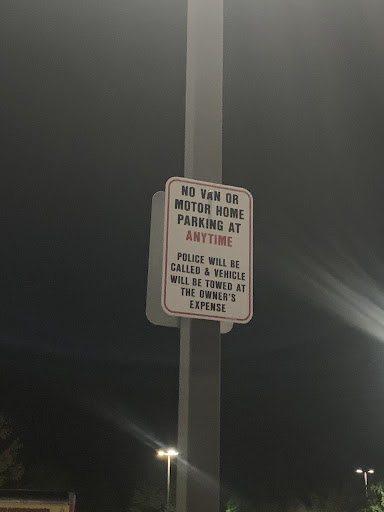 NO VAN OR
MOTOR HOME
PARKING AT
ANYTIME
POLICE WILL BE
CALLED & VEHICLE
WILL BE TOWED AT
THE OWNER'S
EXPENSE